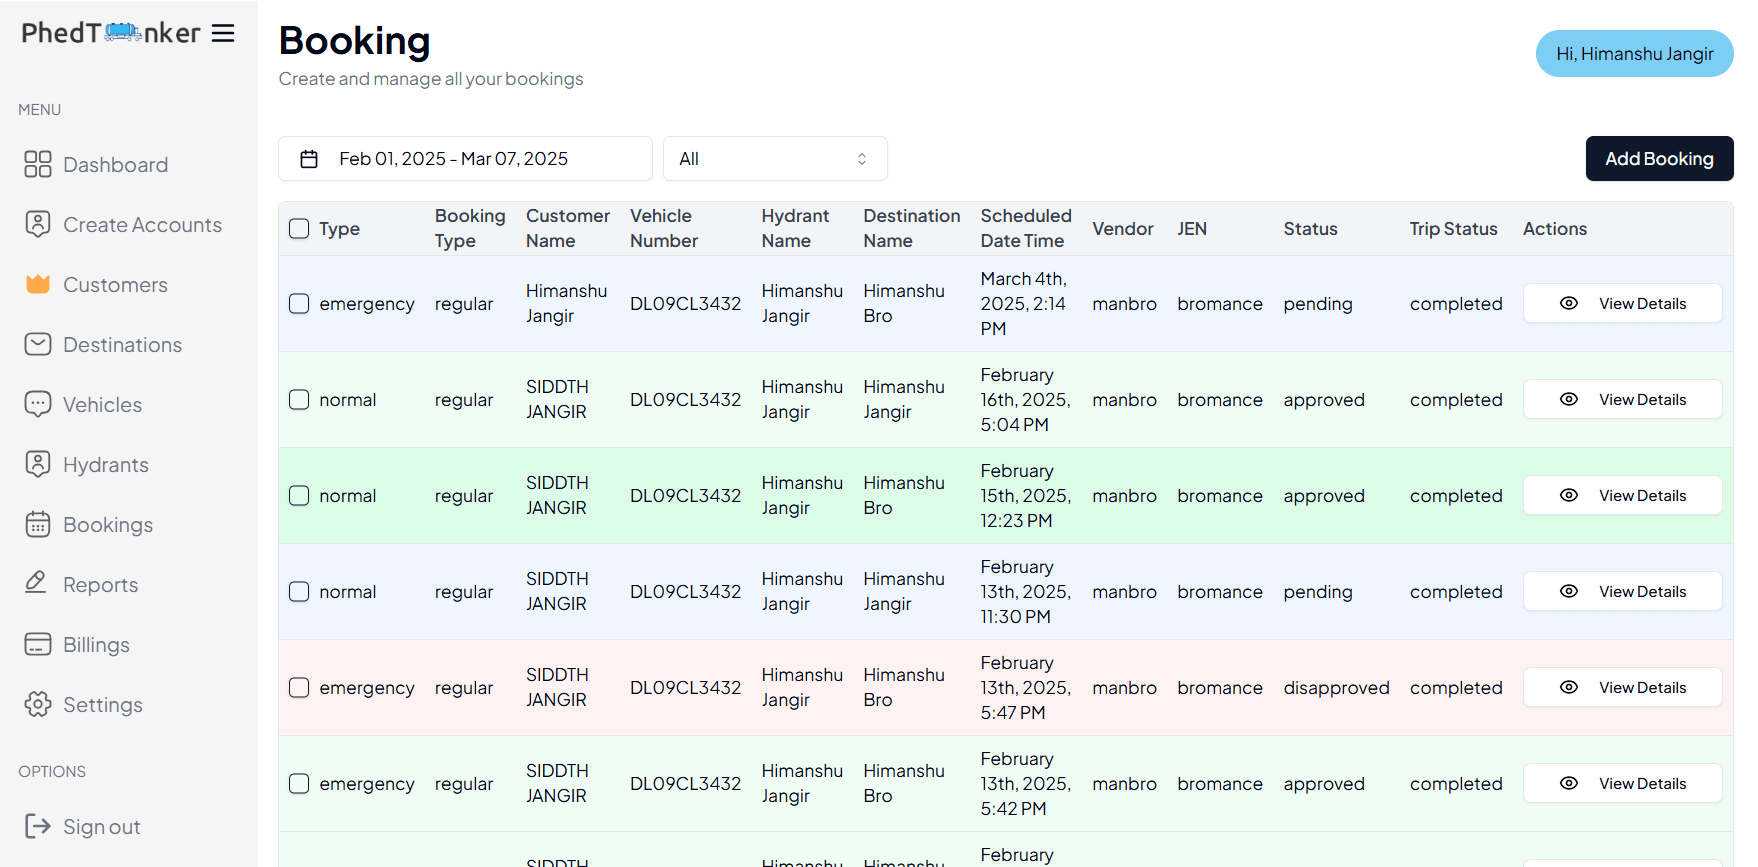 PhedTanker
Booking
Create and manage all your bookings
Hi, Himanshu Jangir
MENU
Dashboard
Create Accounts
Customers
Destinations
Vehicles
Hydrants
Bookings
Reports
Billings
Settings
OPTIONS
Sign out
Feb 01, 2025 - Mar 07, 2025
All
Add Booking
Type Booking Type Customer Name Vehicle Number Hydrant Name Destination Name Scheduled Date Time Vendor JEN Status Trip Status Actions
emergency regular Himanshu Jangir DL09CL3432 Himanshu Jangir Himanshu Bro March 4th, 2025, 2:14 PM manbro bromance pending completed View Details
normal regular SIDDTH JANGIR DL09CL3432 Himanshu Jangir Himanshu Jangir February 16th, 2025, 5:04 PM manbro bromance approved completed View Details
normal regular SIDDTH JANGIR DL09CL3432 Himanshu Jangir Himanshu Bro February 15th, 2025, 12:23 PM manbro bromance approved completed View Details
normal regular SIDDTH JANGIR DL09CL3432 Himanshu Jangir Himanshu Jangir February 13th, 2025, 11:30 PM manbro bromance pending completed View Details
emergency regular SIDDTH JANGIR DL09CL3432 Himanshu Jangir Himanshu Bro February 13th, 2025, 5:47 PM manbro bromance disapproved completed View Details
emergency regular SIDDTH JANGIR DL09CL3432 Himanshu Jangir Himanshu Bro February 13th, 2025, 5:42 PM manbro bromance approved completed View Details
SIDDTH Himanshu Himanshu February